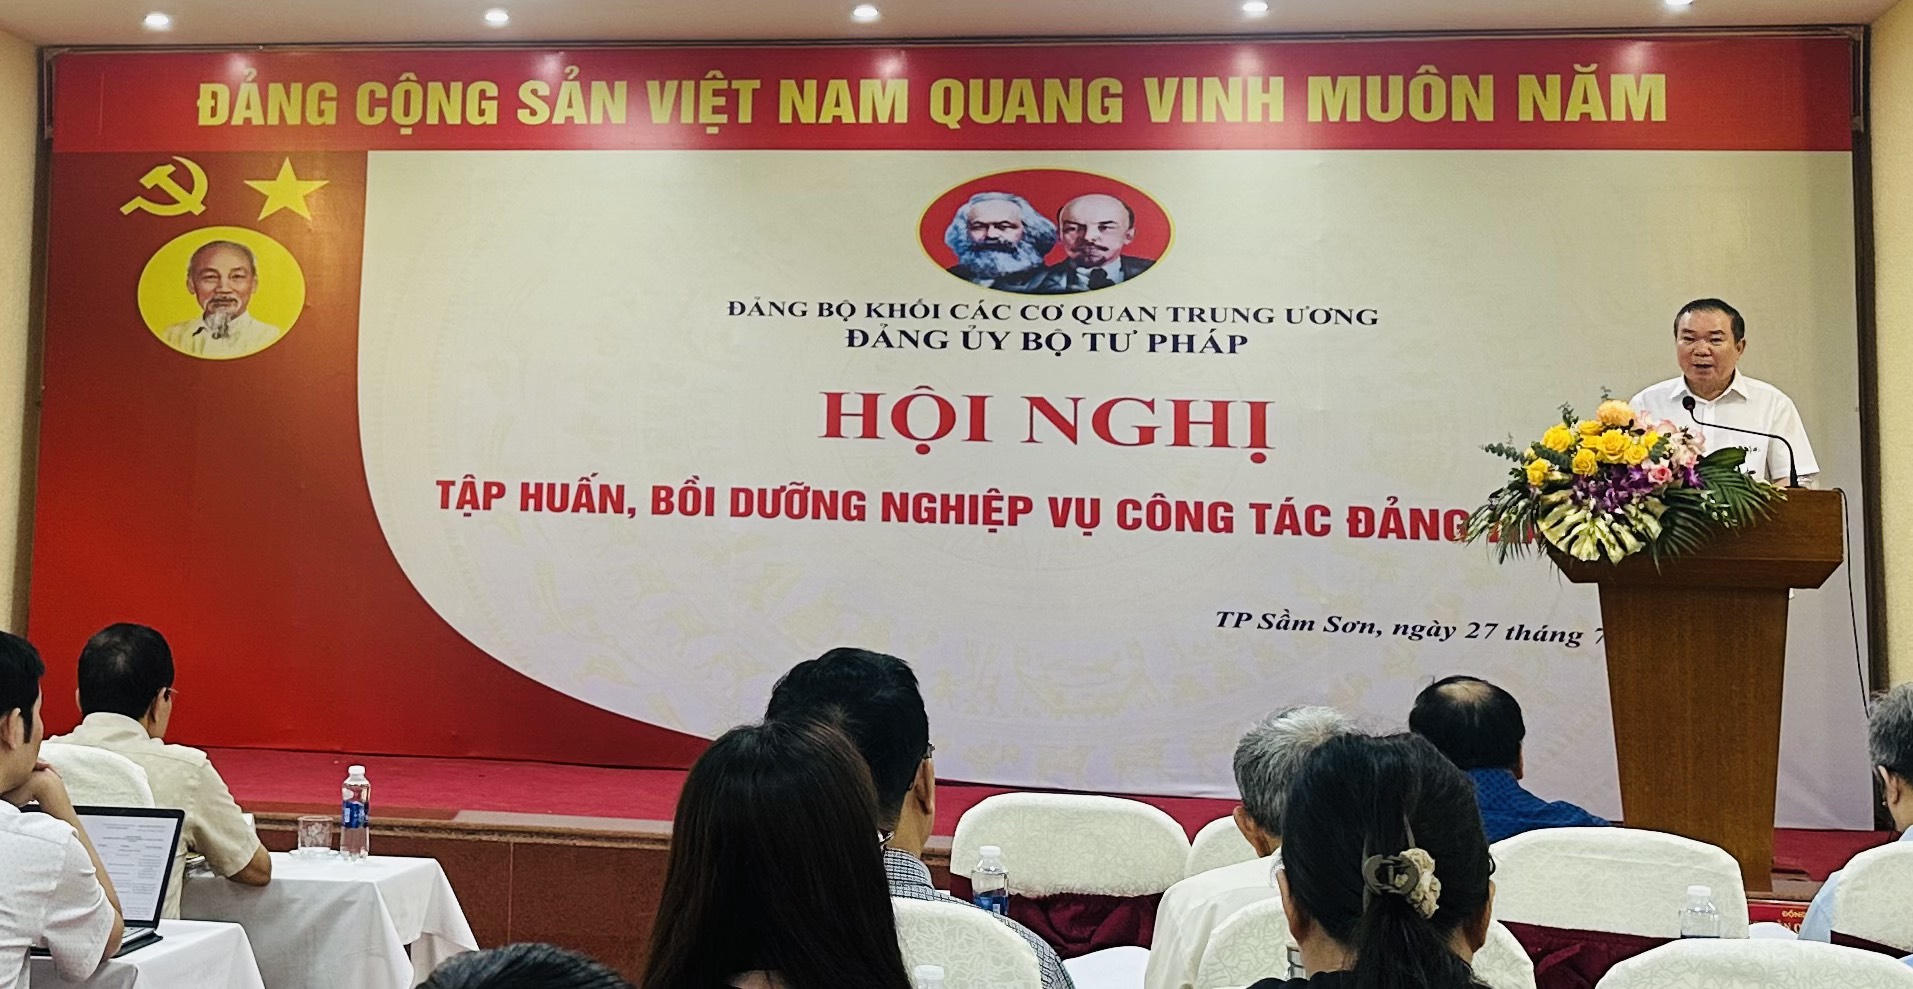 ĐẢNG CỘNG SẢN VIỆT NAM QUANG VINH MUÔN NĂM
ĐẢNG BỘ KHỐI CÁC CƠ QUAN TRUNG ƯƠNG
ĐẢNG ỦY BỘ TƯ PHÁP
HỘI NGHỊ
TẬP HUẤN, BỒI DƯỠNG NGHIỆP VỤ CÔNG TÁC ĐẢNG
TP Sầm Sơn, ngày 27 tháng 7